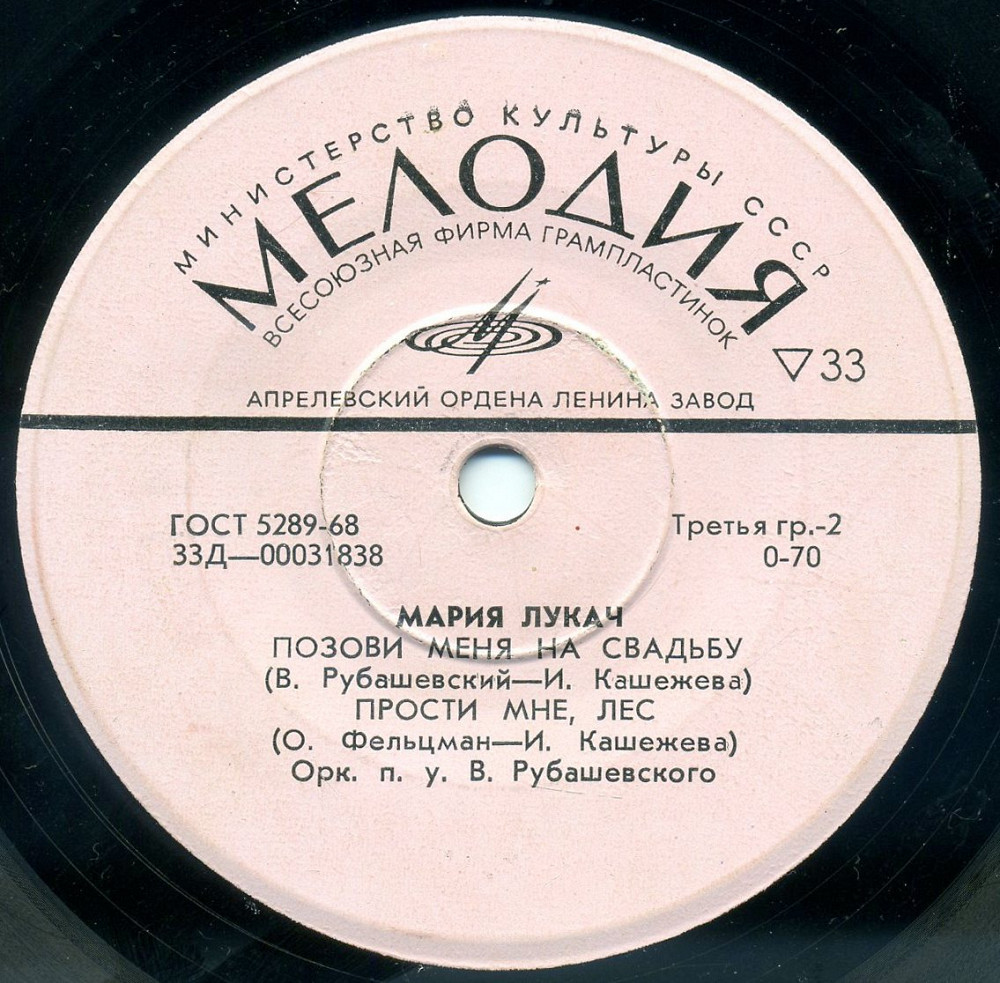 МИНИСТЕРСТВО КУЛЬТУРЫ СССР
МЕЛОДИЯ
ВСЕСОЮЗНАЯ ФИРМА ГРАМПЛАСТИНОК
▽33
АПРЕЛЕВСКИЙ ОРДЕНА ЛЕНИНА ЗАВОД
ГОСТ 5289-68
Третья гр.-2
33Д—00031838
0-70
МАРИЯ ЛУКАЧ
ПОЗОВИ МЕНЯ НА СВАДЬБУ
(В. Рубашевский—И. Кашежева)
ПРОСТИ МНЕ, ЛЕС
(О. Фельцман—И. Кашежева)
Орк. п. у. В. Рубашевского